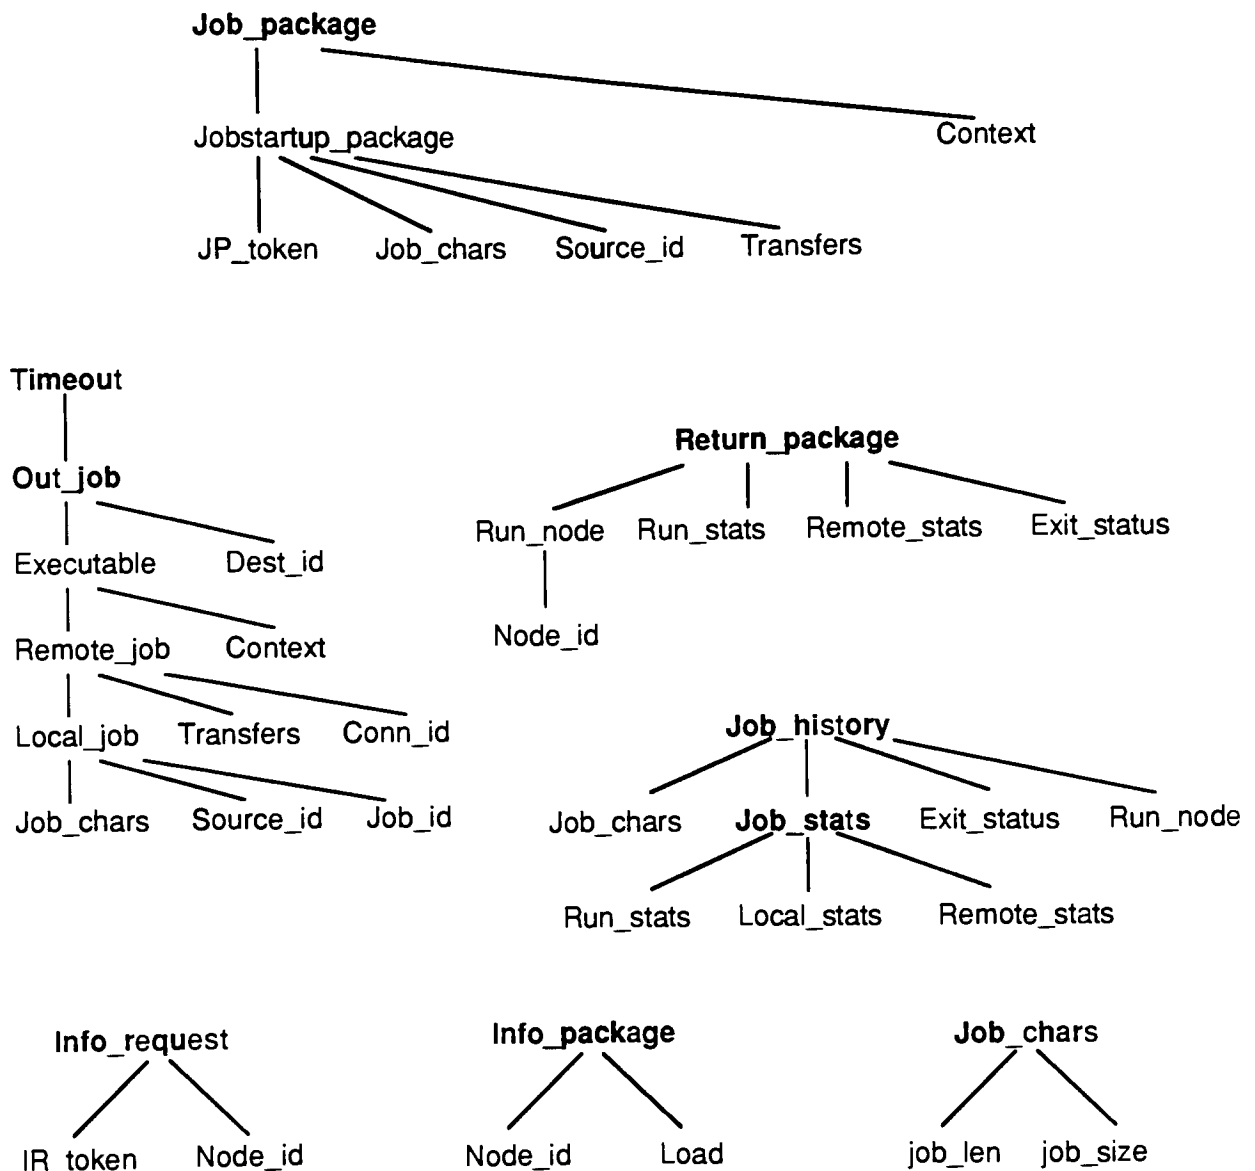 Job_package
Context
Jobstartup_package
JP_token Job_chars Source_id Transfers
Timeout
Return_package
Out_job
Run_node Run_stats Remote_stats Exit_status
Executable Dest_id
Node_id
Remote_job Context
Job_history
Local_job Transfers Conn_id
Job_chars Source_id Job_id
Job_chars Job_stats Exit_status Run_node
Run_stats Local_stats Remote_stats
Info_request Info_package Job_chars
IR_token Node_id Node_id Load job_len job_size